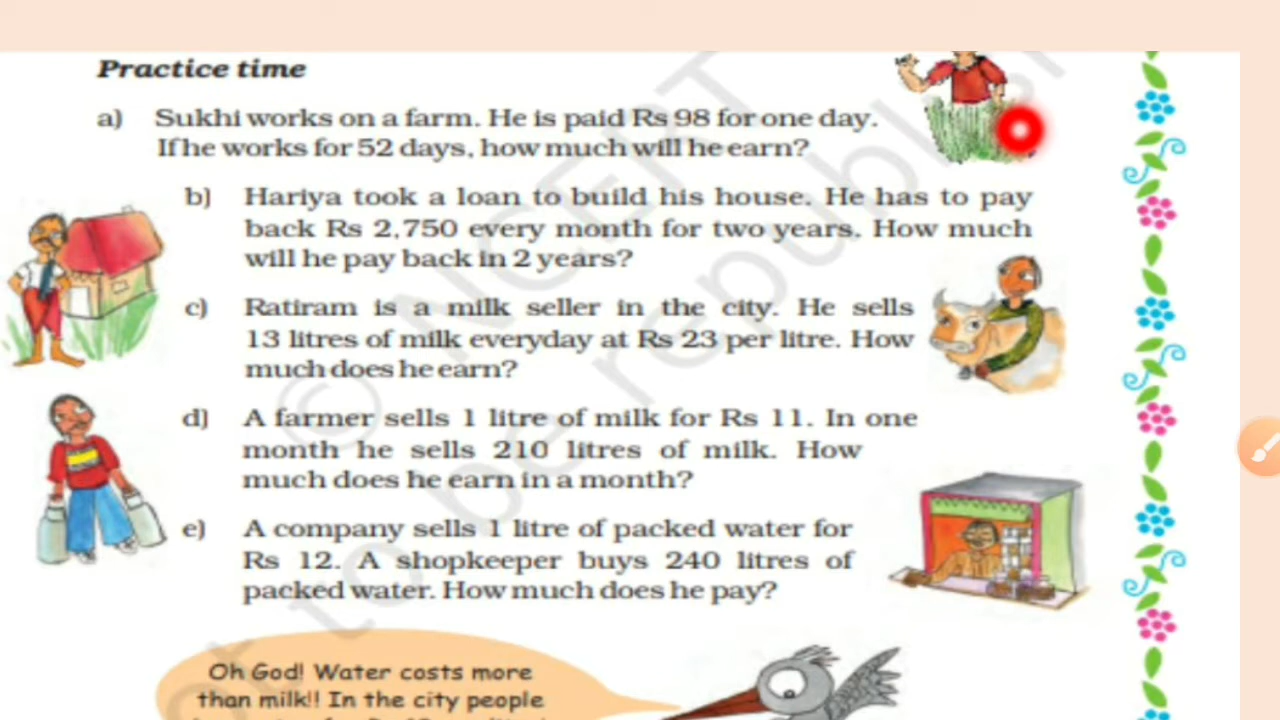 Practice time
a) Sukhi works on a farm. He is paid Rs 98 for one day.
If he works for 52 days, how much will he earn?
b) Hariya took a loan to build his house. He has to pay
back Rs 2,750 every month for two years. How much
will he pay back in 2 years?
c) Ratiram is a milk seller in the city. He sells
13 litres of milk everyday at Rs 23 per litre. How
much does he earn?
d) A farmer sells 1 litre of milk for Rs 11. In one
month he sells 210 litres of milk. How
much does he earn in a month?
e) A company sells 1 litre of packed water for
Rs 12. A shopkeeper buys 240 litres of
packed water. How much does he pay?
Oh God! Water costs more
than milk!! In the city people
© NCERT
not to be republish